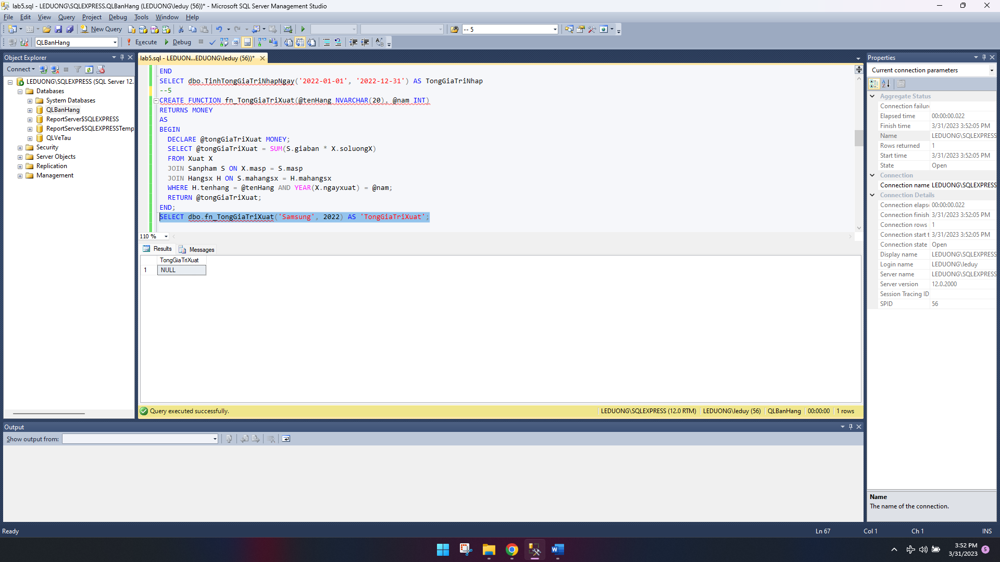 lab5.sql - LEDUONG\SQLEXPRESS.QLBanHang (LEDUONG\leduy (56))* - Microsoft SQL Server Management Studio
File Edit View Query Project Debug Tools Window Help
New Query -- 5
QLBanHang Execute Debug
Object Explorer
Connect
LEDUONG\SQLEXPRESS (SQL Server 12.
Databases
System Databases
QLBanHang
ReportServer$SQLEXPRESS
ReportServer$SQLEXPRESSTemp
QLVeTau
Security
Server Objects
Replication
Management
lab5.sql - LEDUON...EDUONG\leduy (56))*
END
SELECT dbo.TinhTongGiaTriNhapNgay('2022-01-01', '2022-12-31') AS TongGiaTriNhap
--5
CREATE FUNCTION fn_TongGiaTriXuat(@tenHang NVARCHAR(20), @nam INT)
RETURNS MONEY
AS
BEGIN
DECLARE @tongGiaTriXuat MONEY;
SELECT @tongGiaTriXuat = SUM(S.giaban * X.soluongX)
FROM Xuat X
JOIN Sanpham S ON X.masp = S.masp
JOIN Hangsx H ON S.mahangsx = H.mahangsx
WHERE H.tenhang = @tenHang AND YEAR(X.ngayxuat) = @nam;
RETURN @tongGiaTriXuat;
END;
SELECT dbo.fn_TongGiaTriXuat('Samsung', 2022) AS 'TongGiaTriXuat';
110 %
Results Messages
TongGiaTriXuat
1 NULL
Query executed successfully. LEDUONG\SQLEXPRESS (12.0 RTM) LEDUONG\leduy (56) QLBanHang 00:00:00 1 rows
Output
Show output from:
Properties
Current connection parameters
Aggregate Status
Connection failur
Elapsed time 00:00:00.022
Finish time 3/31/2023 3:52:05 PM
Name LEDUONG\SQLEXPRESS
Rows returned 1
Start time 3/31/2023 3:52:05 PM
State Open
Connection
Connection name LEDUONG\SQLEXPRESS
Connection Details
Connection elaps 00:00:00.022
Connection finish 3/31/2023 3:52:05 PM
Connection rows 1
Connection start t 3/31/2023 3:52:05 PM
Connection state Open
Display name LEDUONG\SQLEXPRESS
Login name LEDUONG\leduy
Server name LEDUONG\SQLEXPRESS
Server version 12.0.2000
Session Tracing ID
SPID 56
Name
The name of the connection.
Ready Ln 67 Col 1 Ch 1 INS
3:52 PM
3/31/2023 5